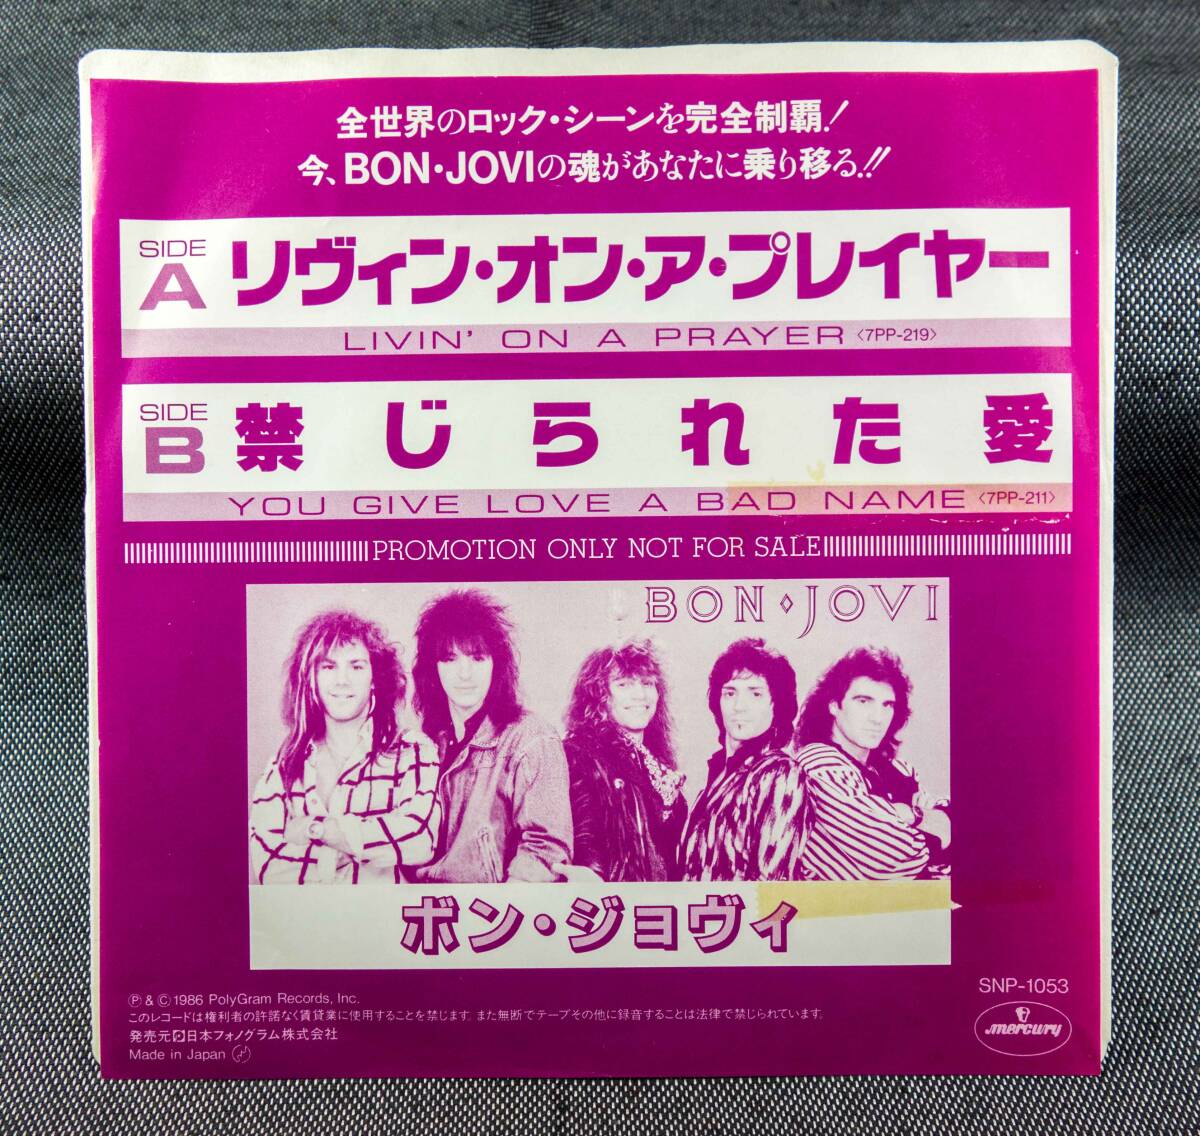 全世界のロック・シーンを完全制覇!
今、BON・JOVIの魂があなたに乗り移る!!
SIDE A リヴィン・オン・ア・プレイヤー
LIVIN' ON A PRAYER〈7PP-219〉
SIDE B 禁じられた愛
YOU GIVE LOVE A BAD NAME〈7PP-211〉
PROMOTION ONLY NOT FOR SALE
BON◇JOVI
ボン・ジョヴィ
Ⓟ & Ⓒ 1986 PolyGram Records, Inc.
このレコードは権利者の許諾なく賃貸業に使用することを禁じます。また無断でテープその他に録音することは法律で禁じられています。
発売元 日本フォノグラム株式会社
Made in Japan
SNP-1053
mercury